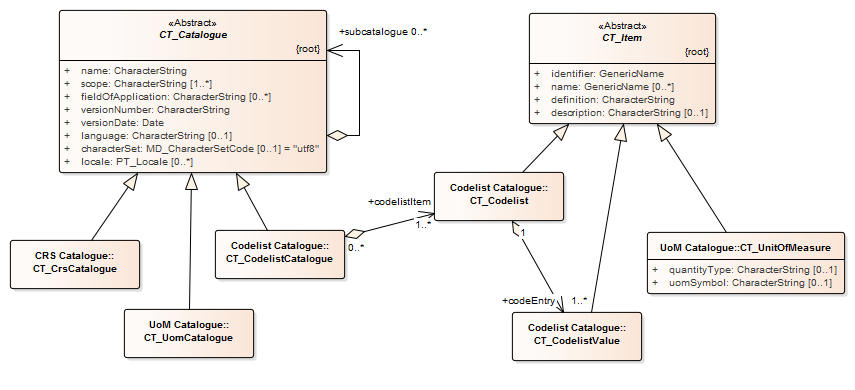 «Abstract»
CT_Catalogue
{root}
+ name: CharacterString
+ scope: CharacterString [1..*]
+ fieldOfApplication: CharacterString [0..*]
+ versionNumber: CharacterString
+ versionDate: Date
+ language: CharacterString [0..1]
+ characterSet: MD_CharacterSetCode [0..1] = "utf8"
+ locale: PT_Locale [0..*]
+subcatalogue 0..*
«Abstract»
CT_Item
{root}
+ identifier: GenericName
+ name: GenericName [0..*]
+ definition: CharacterString
+ description: CharacterString [0..1]
Codelist Catalogue::
CT_Codelist
+codelistItem
0..*
1..*
1
CRS Catalogue::
CT_CrsCatalogue
Codelist Catalogue::
CT_CodelistCatalogue
UoM Catalogue::CT_UnitOfMeasure
+ quantityType: CharacterString [0..1]
+ uomSymbol: CharacterString [0..1]
+codeEntry
1..*
UoM Catalogue::
CT_UomCatalogue
Codelist Catalogue::
CT_CodelistValue